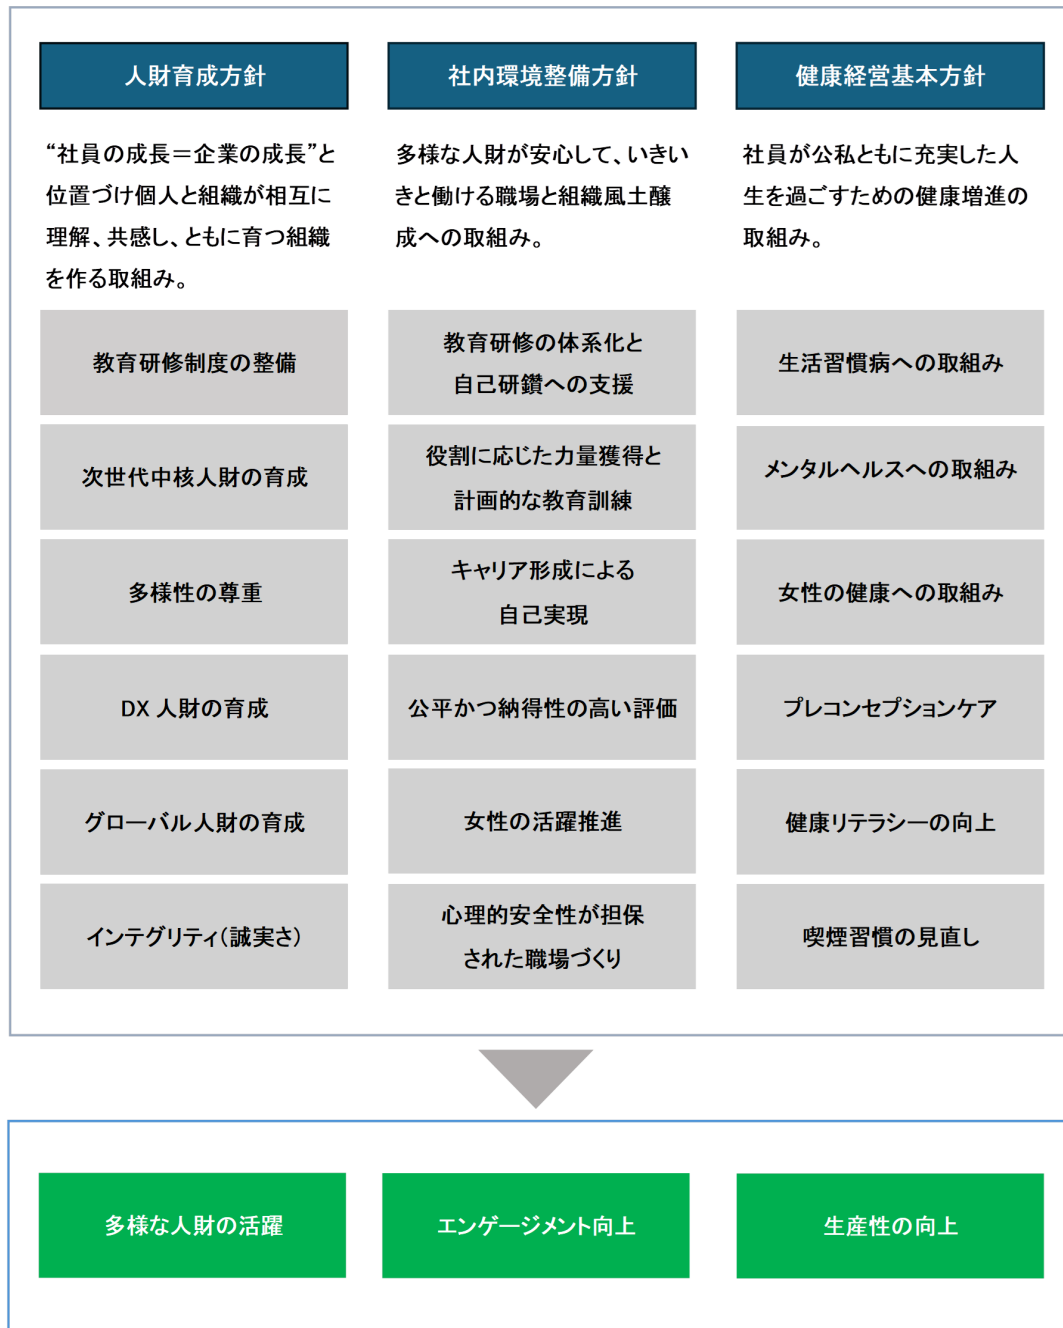 人財育成方針
“社員の成長＝企業の成長”と
位置づけ個人と組織が相互に
理解、共感し、ともに育つ組織
を作る取組み。
教育研修制度の整備
次世代中核人財の育成
多様性の尊重
DX 人財の育成
グローバル人財の育成
インテグリティ(誠実さ)
社内環境整備方針
多様な人財が安心して、いきい
きと働ける職場と組織風土醸
成への取組み。
教育研修の体系化と
自己研鑽への支援
役割に応じた力量獲得と
計画的な教育訓練
キャリア形成による
自己実現
公平かつ納得性の高い評価
女性の活躍推進
心理的安全性が担保
された職場づくり
健康経営基本方針
社員が公私ともに充実した人
生を過ごすための健康増進の
取組み。
生活習慣病への取組み
メンタルヘルスへの取組み
女性の健康への取組み
プレコンセプションケア
健康リテラシーの向上
喫煙習慣の見直し
多様な人財の活躍
エンゲージメント向上
生産性の向上